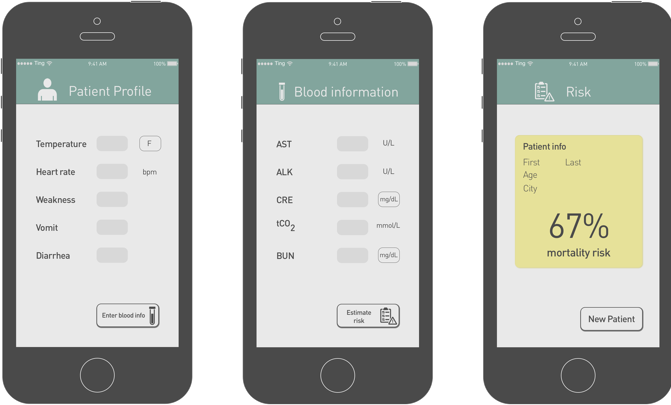 Ting 9:41 AM 100%
Patient Profile
Temperature F
Heart rate bpm
Weakness
Vomit
Diarrhea
Enter blood info
Ting 9:41 AM 100%
Blood information
AST U/L
ALK U/L
CRE mg/dL
tCO2 mmol/L
BUN mg/dL
Estimate
risk
Ting 9:41 AM 100%
Risk
Patient info
First Last
Age
City
67%
mortality risk
New Patient